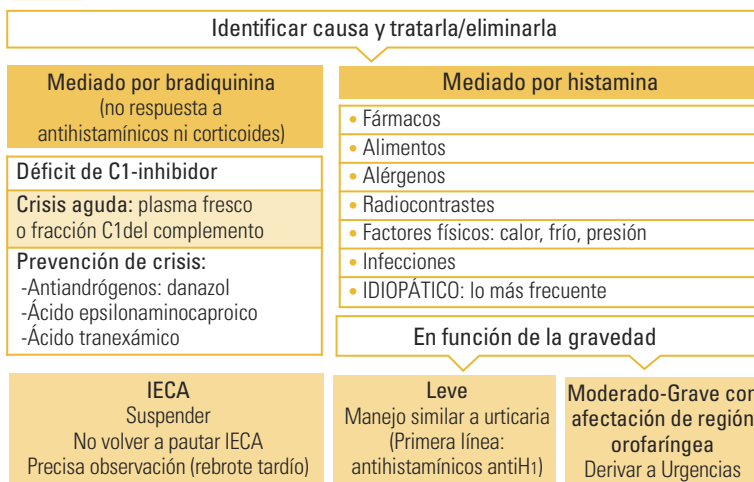 Identificar causa y tratarla/eliminarla
Mediado por bradiquinina
(no respuesta a
antihistamínicos ni corticoides)
Déficit de C1-inhibidor
Crisis aguda: plasma fresco
o fracción C1del complemento
Prevención de crisis:
-Antiandrógenos: danazol
-Ácido epsilonaminocaproico
-Ácido tranexámico
IECA
Suspender
No volver a pautar IECA
Precisa observación (rebrote tardío)
Mediado por histamina
• Fármacos
• Alimentos
• Alérgenos
• Radiocontrastes
• Factores físicos: calor, frío, presión
• Infecciones
• IDIOPÁTICO: lo más frecuente
En función de la gravedad
Leve
Manejo similar a urticaria
(Primera línea:
antihistamínicos antiH1)
Moderado-Grave con
afectación de región
orofaríngea
Derivar a Urgencias